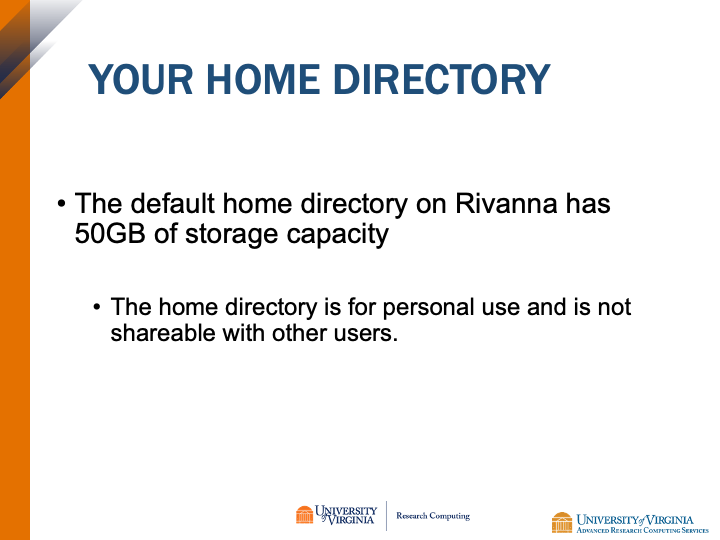 YOUR HOME DIRECTORY
• The default home directory on Rivanna has
50GB of storage capacity
• The home directory is for personal use and is not
shareable with other users.
UNIVERSITY
of VIRGINIA
Research Computing
UNIVERSITY of VIRGINIA
ADVANCED RESEARCH COMPUTING SERVICES